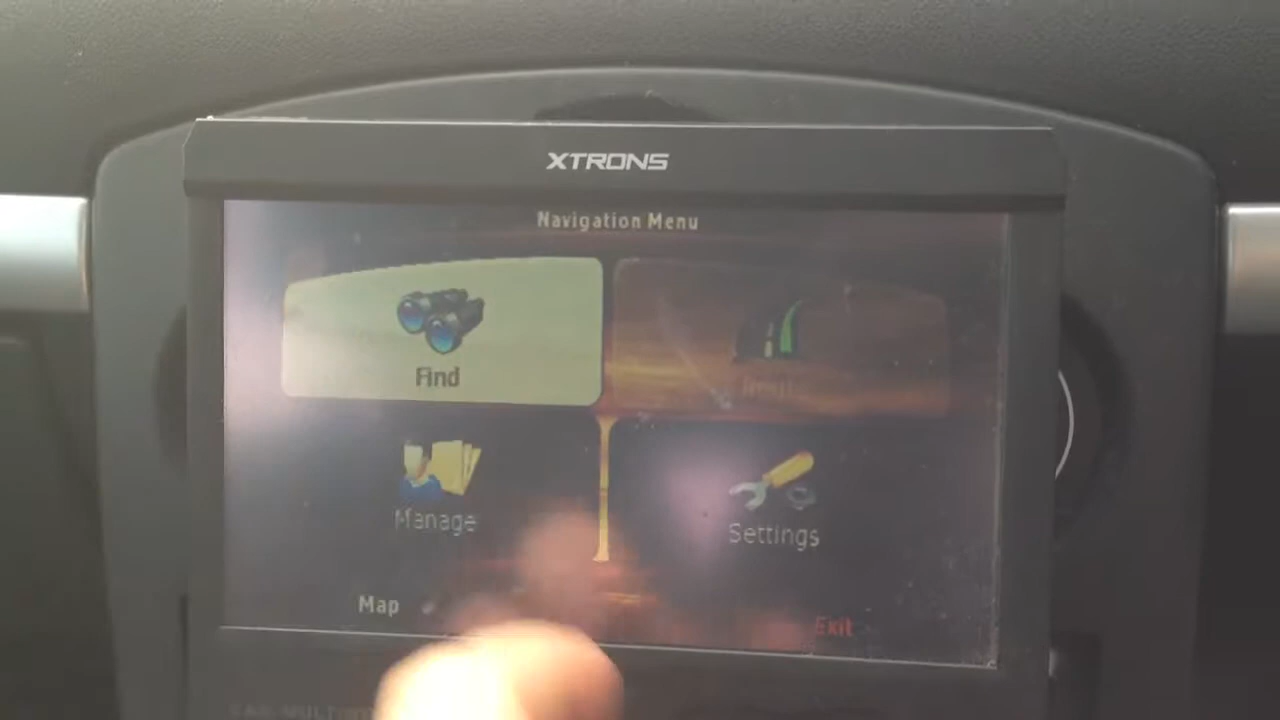 XTRONS
Navigation Menu
Find
Manage
Settings
Map
Exit